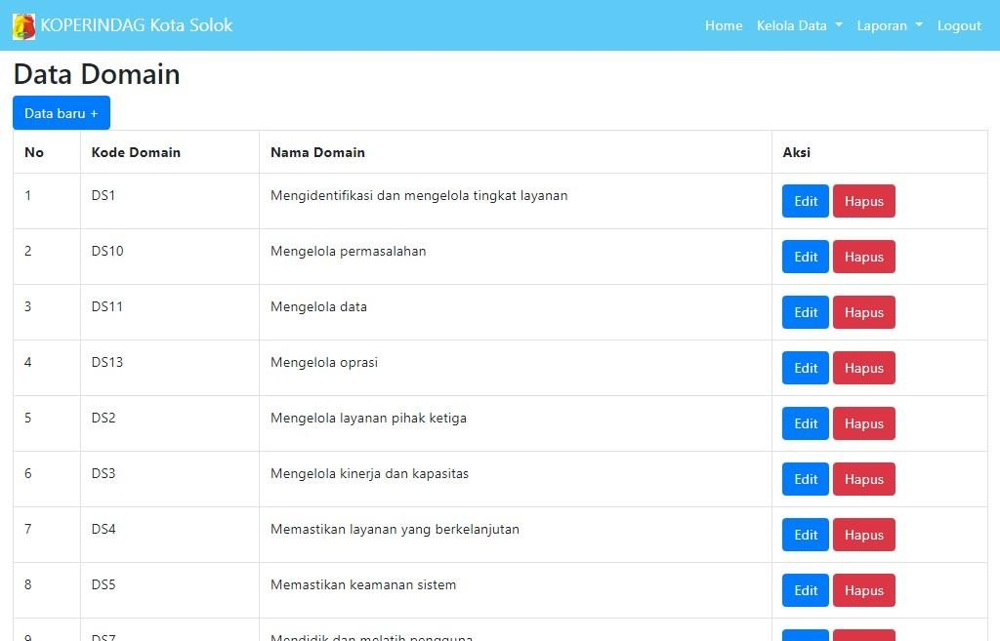 KOPERINDAG Kota Solok Home Kelola Data Laporan Logout
Data Domain
Data baru +
No Kode Domain Nama Domain Aksi
1 DS1 Mengidentifikasi dan mengelola tingkat layanan Edit Hapus
2 DS10 Mengelola permasalahan Edit Hapus
3 DS11 Mengelola data Edit Hapus
4 DS13 Mengelola oprasi Edit Hapus
5 DS2 Mengelola layanan pihak ketiga Edit Hapus
6 DS3 Mengelola kinerja dan kapasitas Edit Hapus
7 DS4 Memastikan layanan yang berkelanjutan Edit Hapus
8 DS5 Memastikan keamanan sistem Edit Hapus
9 DS7 Mendidik dan melatih pengguna